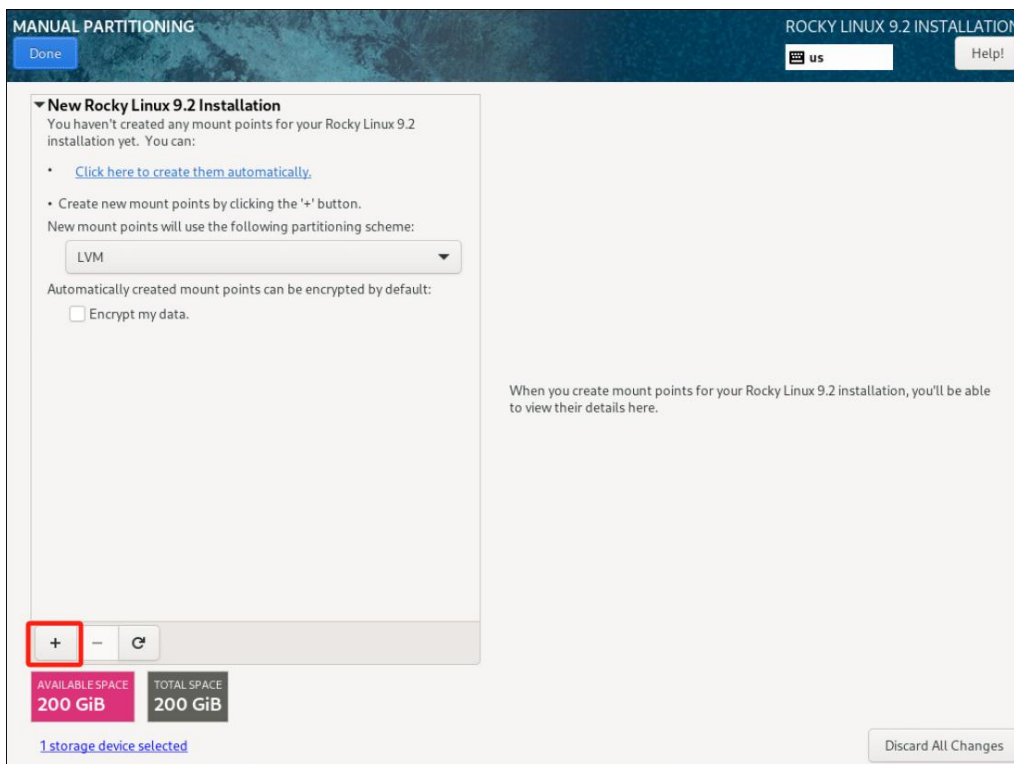 MANUAL PARTITIONING
ROCKY LINUX 9.2 INSTALLATION
Done
us
Help!
New Rocky Linux 9.2 Installation
You haven't created any mount points for your Rocky Linux 9.2
installation yet. You can:
• Click here to create them automatically.
• Create new mount points by clicking the '+' button.
New mount points will use the following partitioning scheme:
LVM
Automatically created mount points can be encrypted by default:
Encrypt my data.
When you create mount points for your Rocky Linux 9.2 installation, you'll be able
to view their details here.
+ −
AVAILABLE SPACE
200 GiB
TOTAL SPACE
200 GiB
1 storage device selected
Discard All Changes